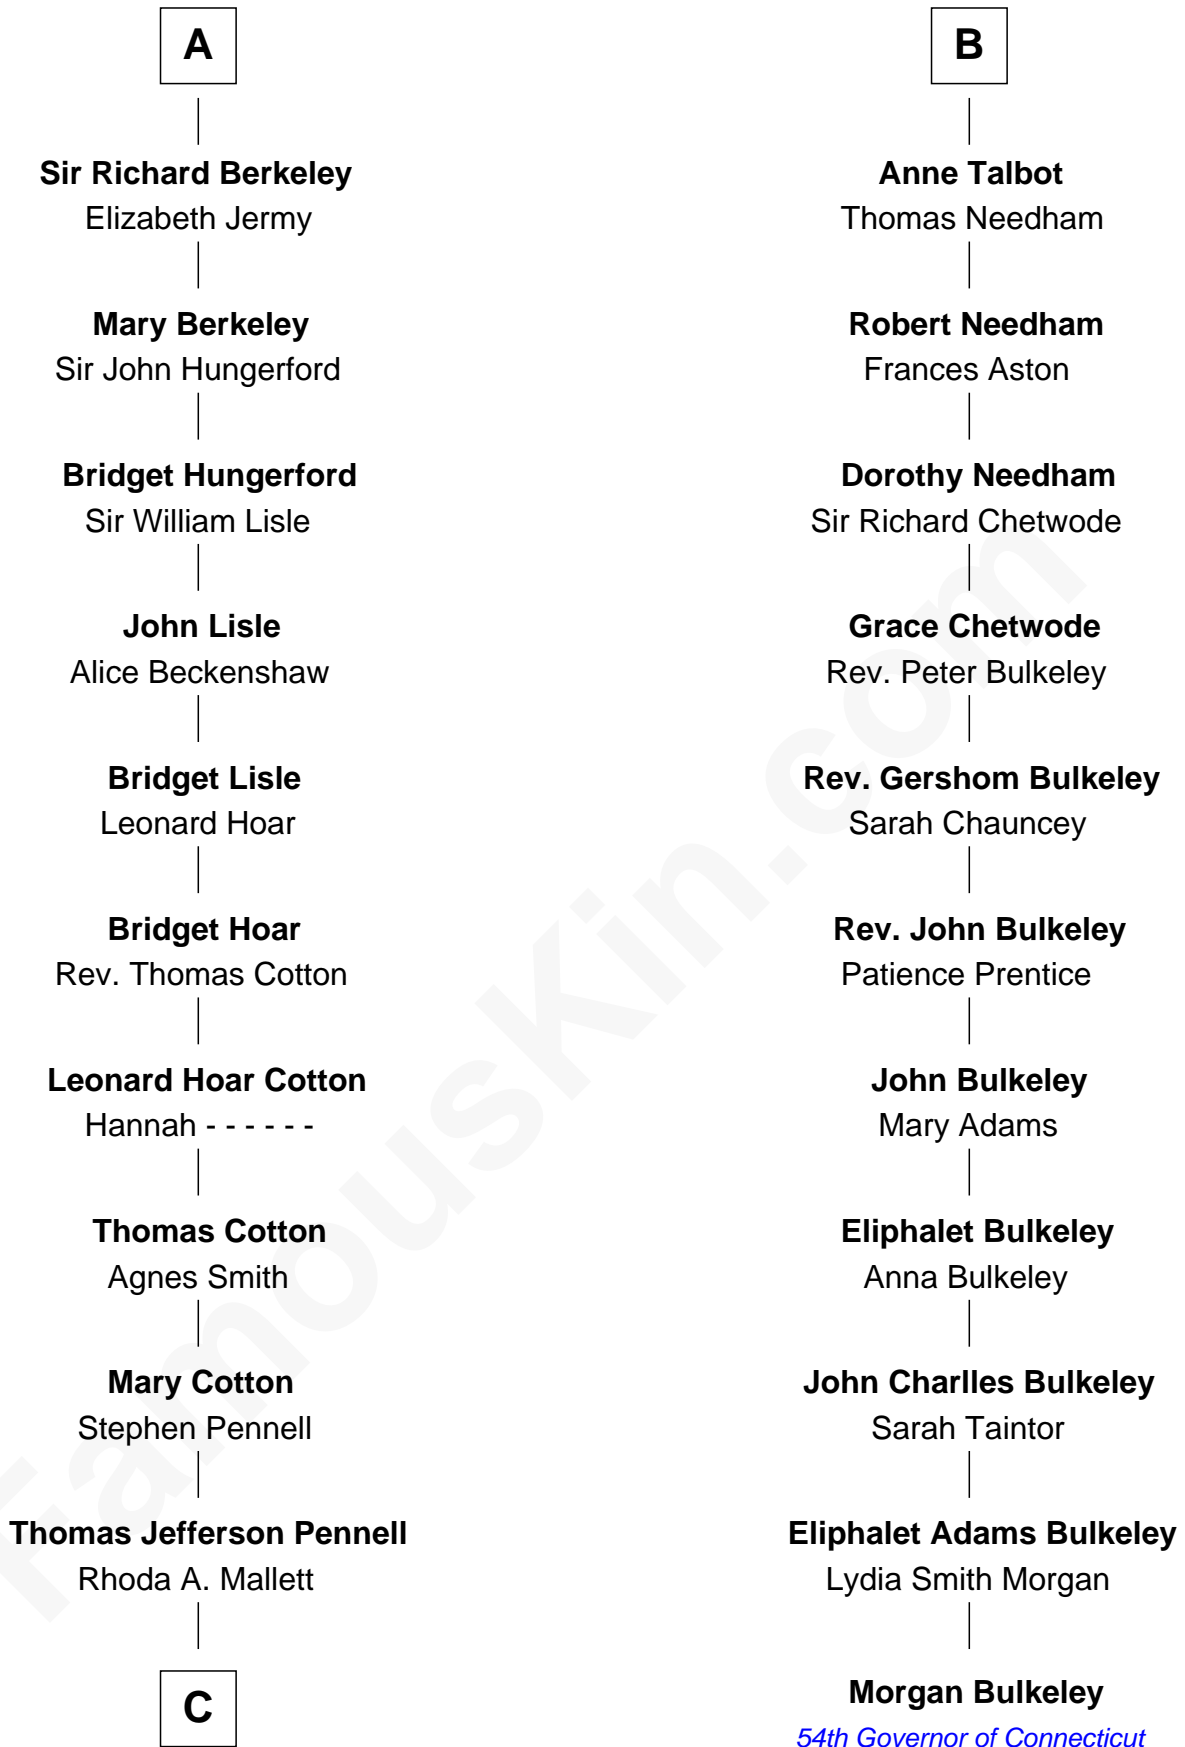 A
Sir Richard Berkeley
Elizabeth Jermy
Mary Berkeley
Sir John Hungerford
Bridget Hungerford
Sir William Lisle
John Lisle
Alice Beckenshaw
Bridget Lisle
Leonard Hoar
Bridget Hoar
Rev. Thomas Cotton
Leonard Hoar Cotton
Hannah - - - - - -
Thomas Cotton
Agnes Smith
Mary Cotton
Stephen Pennell
Thomas Jefferson Pennell
Rhoda A. Mallett
C
B
Anne Talbot
Thomas Needham
Robert Needham
Frances Aston
Dorothy Needham
Sir Richard Chetwode
Grace Chetwode
Rev. Peter Bulkeley
Rev. Gershom Bulkeley
Sarah Chauncey
Rev. John Bulkeley
Patience Prentice
John Bulkeley
Mary Adams
Eliphalet Bulkeley
Anna Bulkeley
John Charlles Bulkeley
Sarah Taintor
Eliphalet Adams Bulkeley
Lydia Smith Morgan
Morgan Bulkeley
54th Governor of Connecticut
FamousKin.com